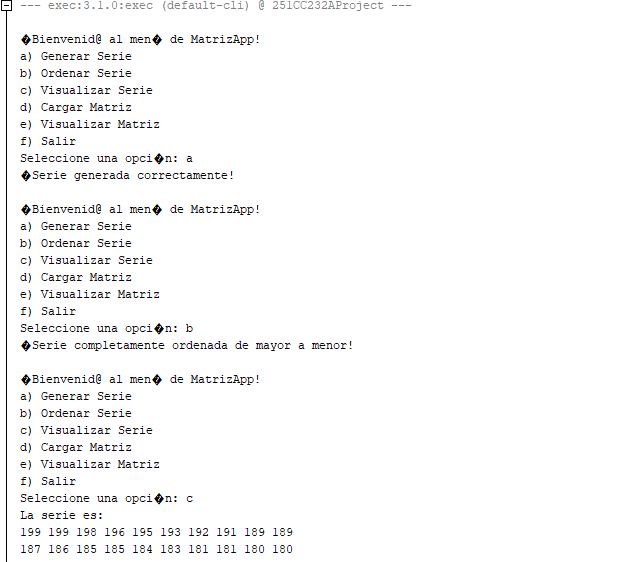 --- exec:3.1.0:exec (default-cli) @ 251CC232AProject ---
�Bienvenid@ al men� de MatrizApp!
a) Generar Serie
b) Ordenar Serie
c) Visualizar Serie
d) Cargar Matriz
e) Visualizar Matriz
f) Salir
Seleccione una opci�n: a
�Serie generada correctamente!
�Bienvenid@ al men� de MatrizApp!
a) Generar Serie
b) Ordenar Serie
c) Visualizar Serie
d) Cargar Matriz
e) Visualizar Matriz
f) Salir
Seleccione una opci�n: b
�Serie completamente ordenada de mayor a menor!
�Bienvenid@ al men� de MatrizApp!
a) Generar Serie
b) Ordenar Serie
c) Visualizar Serie
d) Cargar Matriz
e) Visualizar Matriz
f) Salir
Seleccione una opci�n: c
La serie es:
199 199 198 196 195 193 192 191 189 189
187 186 185 185 184 183 181 181 180 180